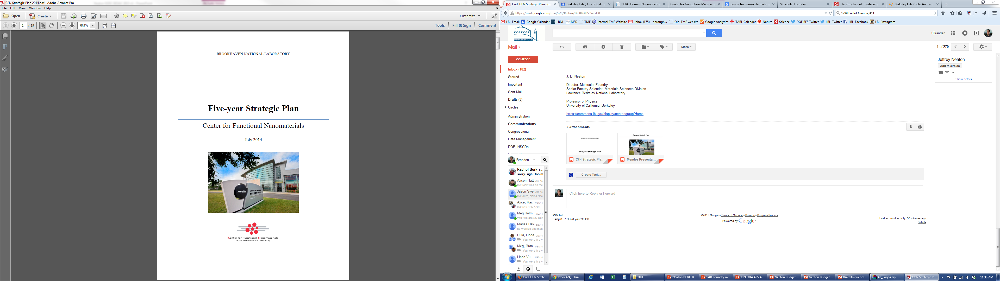 CFN Strategic Plan 2014.pdf - Adobe Acrobat Pro
File Edit View Window Help
Open Create Customize
1 / 19 78.9% Tools Fill & Sign Comment
BROOKHAVEN NATIONAL LABORATORY
Five-year Strategic Plan
Center for Functional Nanomaterials
July 2014
Center for Functional Nanomaterials
Brookhaven National Laboratory
Fwd: CFN Strategic Plan do... Berkeley Lab (Univ of Calif... NSRC Home - Nanoscale R... Center for Nanophase Material... center for nanoscale mater... Molecular Foundry The structure of interfacial ... Berkeley Lab Photo Archiv...
https://mail.google.com/mail/u/0/#inbox/14b84698555acd00 1799 Euclid Avenue, #11
LBL Email Google Calendar LBNL MSD TMF Internal TMF Website Inbox (175) - bbrough... Old-TMF website Google Analytics TABL Calendar Nature Science DOE BES Twitter LBL-Twitter LBL-Facebook LBL-Instagram
BERKELEY LAB
+Branden
Mail More 1 of 270
COMPOSE
Inbox (182)
Starred
Important
Sent Mail
Drafts (3)
Circles
Administration
Communications...
Congressional
Data Management
DOE, NSCRs
Branden
Rachel Berk Tue
sorry. ugh. too m
Alison Hatt Jan 15
Me: Nick was on the
Jason Swe Jan 15
Me: sure, pick a time
Alice, Rac 7/31/14
Me: 510-486-4206
Meg Holm 7/2/14
you two are SO clos
Marisa Davi 5/9/14
no worries and thanl
Dula, Linda 2/3/14
You were in a vi
Meg, Bran 1/31/14
You were in a vi
Linda Vu 1/30/14
You were in a vi
--
J. B. Neaton
Director, Molecular Foundry
Senior Faculty Scientist, Materials Sciences Division
Lawrence Berkeley National Laboratory
Professor of Physics
University of California, Berkeley
https://commons.lbl.gov/display/neatongroup/Home
2 Attachments
Five-year Strategic Plan
CFN Strategic Pla...
Five-year Strategic Plan
Mendez Presenta...
Create Task...
Click here to Reply or Forward
29% full
Using 8.97 GB of your 30 GB
©2015 Google - Terms of Service - Privacy - Program Policies
Powered by Google
Last account activity: 36 minutes ago
Details
Jeffrey Neaton
Add to circles
Show details
Fwd: CFN Strate... Inbox (24) - bra... DOE Neaton NSRC B... SAB Foundry ov... JBN 2014 ALS A... Neaton Budget ... Neaton Budget ... DraftUniquenes... All_Logos.zip - ... CFN Strategic P... 11:30 AM